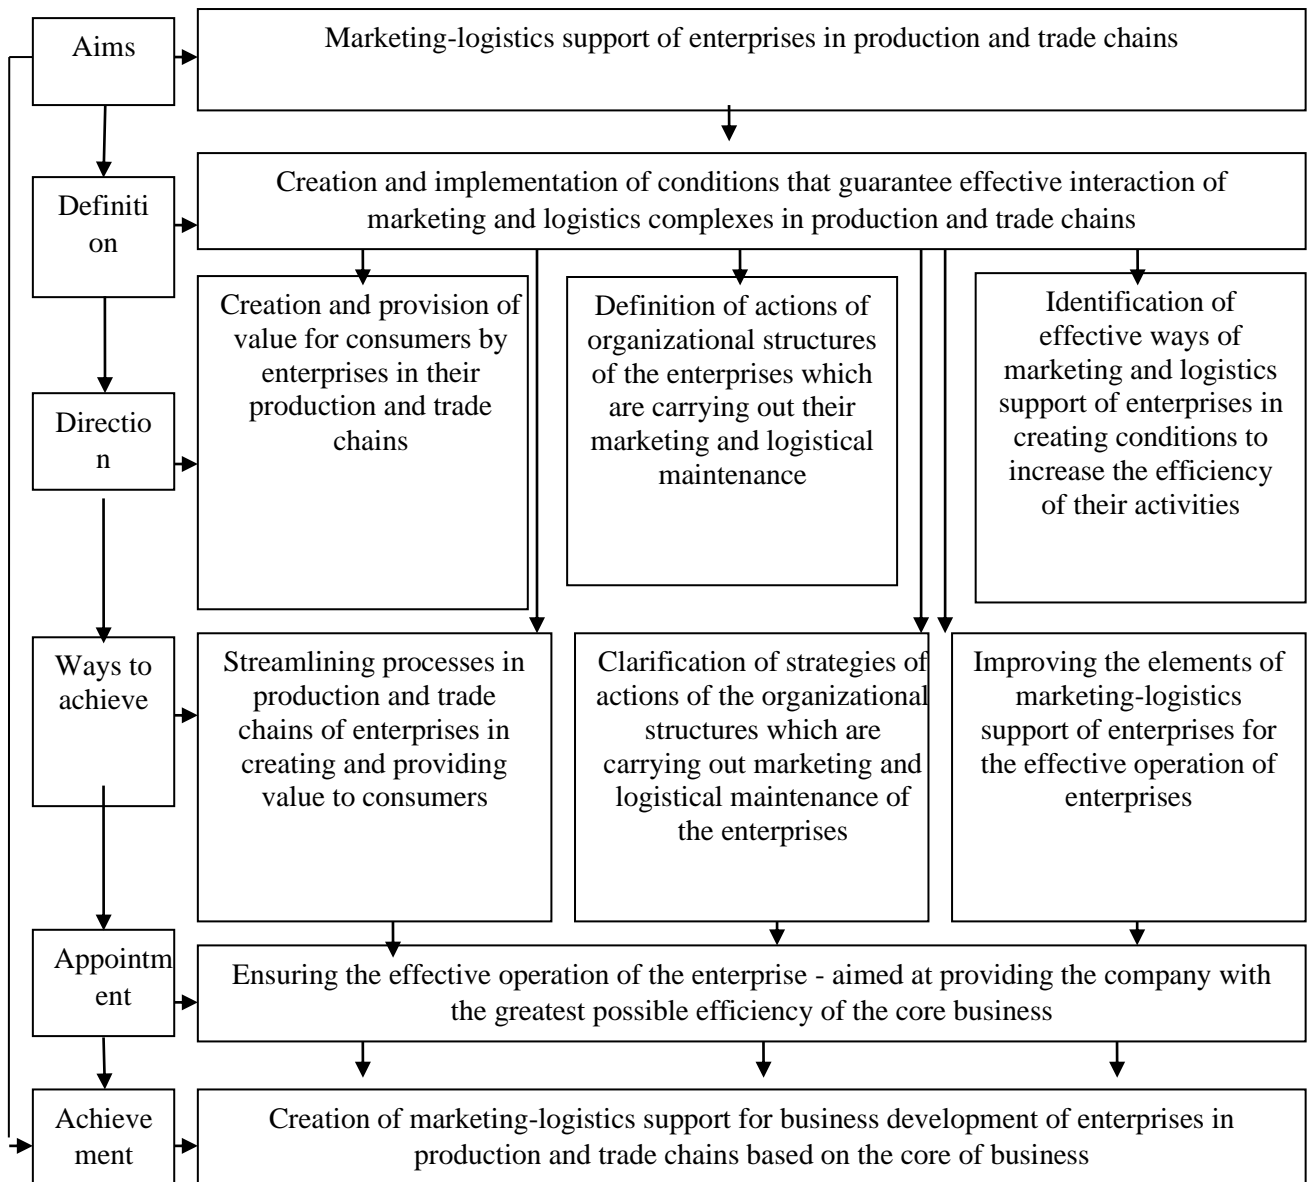 Aims
Marketing-logistics support of enterprises in production and trade chains
Definiti
on
Creation and implementation of conditions that guarantee effective interaction of
marketing and logistics complexes in production and trade chains
Directio
n
Creation and provision of
value for consumers by
enterprises in their
production and trade
chains
Definition of actions of
organizational structures
of the enterprises which
are carrying out their
marketing and logistical
maintenance
Identification of
effective ways of
marketing and logistics
support of enterprises in
creating conditions to
increase the efficiency
of their activities
Ways to
achieve
Streamlining processes in
production and trade
chains of enterprises in
creating and providing
value to consumers
Clarification of strategies of
actions of the organizational
structures which are
carrying out marketing and
logistical maintenance of
the enterprises
Improving the elements of
marketing-logistics
support of enterprises for
the effective operation of
enterprises
Appointm
ent
Ensuring the effective operation of the enterprise - aimed at providing the company with
the greatest possible efficiency of the core business
Achieve
ment
Creation of marketing-logistics support for business development of enterprises in
production and trade chains based on the core of business